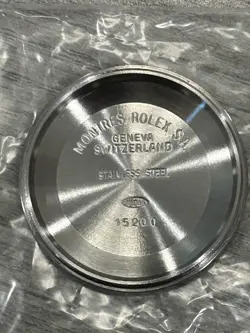 MONTRES ROLEX S.A.
GENEVA
SWITZERLAND
STAINLESS STEEL
15200